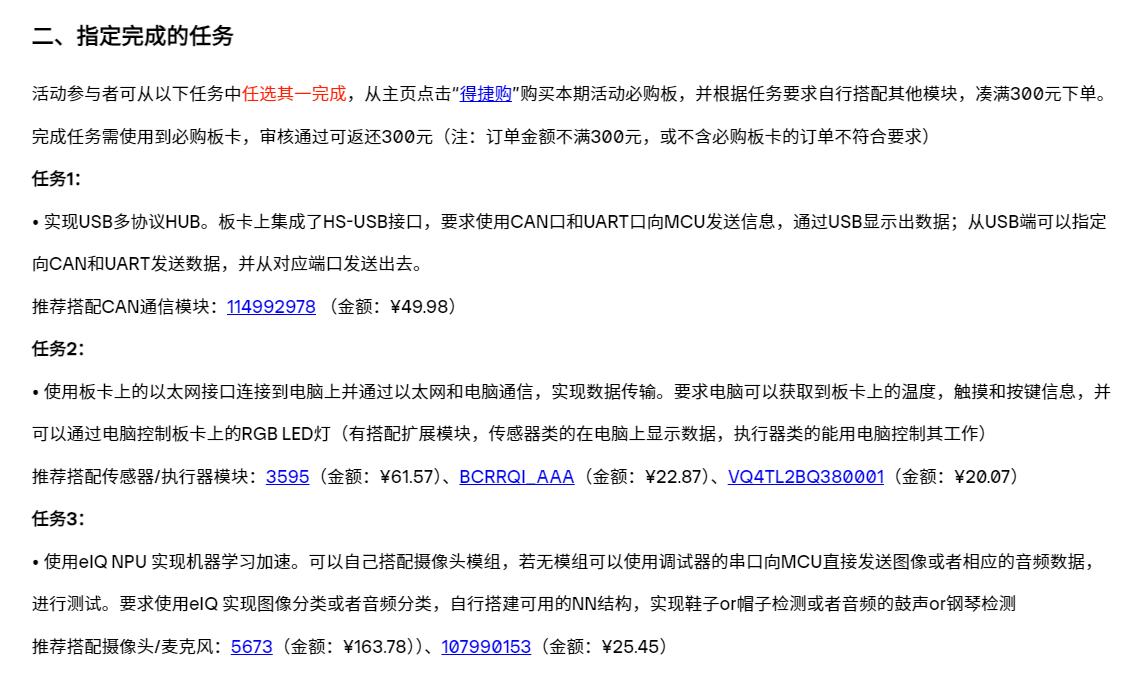 二、指定完成的任务
活动参与者可从以下任务中任选其一完成，从主页点击“得捷购”购买本期活动必购板，并根据任务要求自行搭配其他模块，凑满300元下单。
完成任务需使用到必购板卡，审核通过可返还300元（注：订单金额不满300元，或不含必购板卡的订单不符合要求）
任务1：
• 实现USB多协议HUB。板卡上集成了HS-USB接口，要求使用CAN口和UART口向MCU发送信息，通过USB显示出数据；从USB端可以指定
向CAN和UART发送数据，并从对应端口发送出去。
推荐搭配CAN通信模块：114992978 （金额：¥49.98）
任务2：
• 使用板卡上的以太网接口连接到电脑上并通过以太网和电脑通信，实现数据传输。要求电脑可以获取到板卡上的温度，触摸和按键信息，并
可以通过电脑控制板卡上的RGB LED灯（有搭配扩展模块，传感器类的在电脑上显示数据，执行器类的能用电脑控制其工作）
推荐搭配传感器/执行器模块：3595（金额：¥61.57）、BCRRQI_AAA（金额：¥22.87）、VQ4TL2BQ380001（金额：¥20.07）
任务3：
• 使用eIQ NPU 实现机器学习加速。可以自己搭配摄像头模组，若无模组可以使用调试器的串口向MCU直接发送图像或者相应的音频数据，
进行测试。要求使用eIQ 实现图像分类或者音频分类，自行搭建可用的NN结构，实现鞋子or帽子检测或者音频的鼓声or钢琴检测
推荐搭配摄像头/麦克风：5673（金额：¥163.78））、107990153（金额：¥25.45）